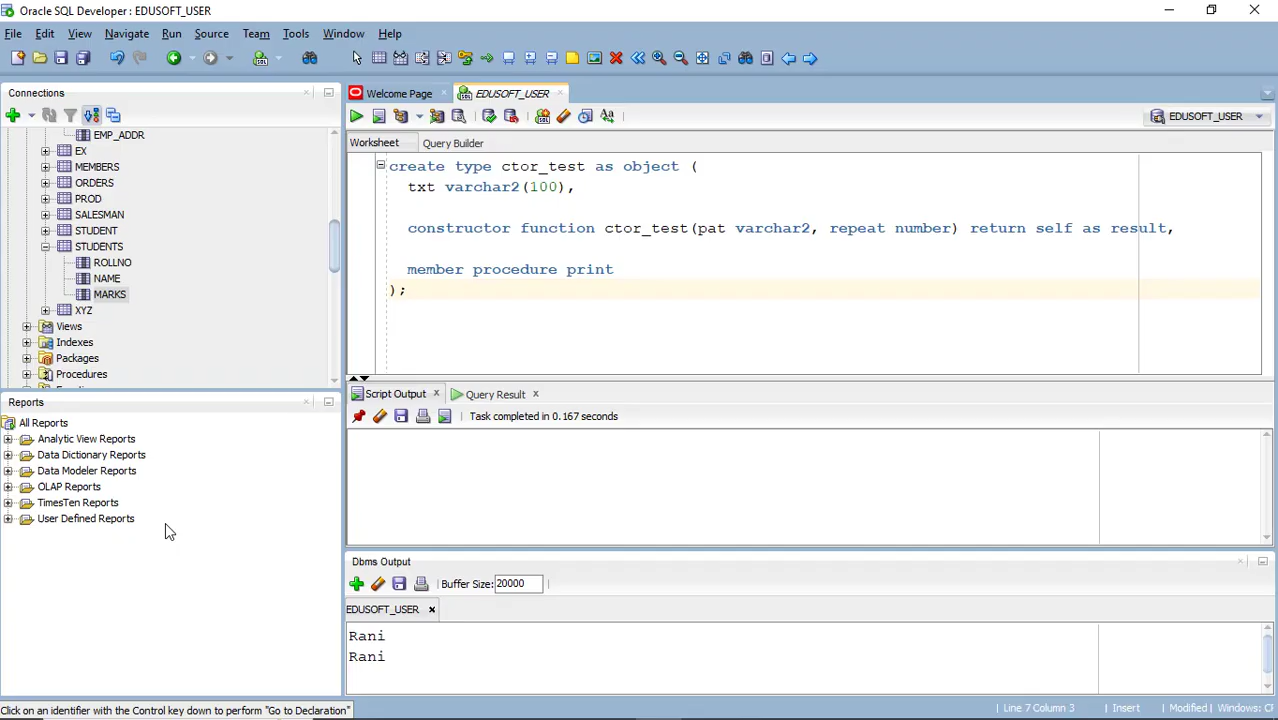 Oracle SQL Developer : EDUSOFT_USER
File Edit View Navigate Run Source Team Tools Window Help
Connections
EMP_ADDR
EX
MEMBERS
ORDERS
PROD
SALESMAN
STUDENT
STUDENTS
ROLLNO
NAME
MARKS
XYZ
Views
Indexes
Packages
Procedures
Reports
All Reports
Analytic View Reports
Data Dictionary Reports
Data Modeler Reports
OLAP Reports
TimesTen Reports
User Defined Reports
Welcome Page EDUSOFT_USER
EDUSOFT_USER
Worksheet Query Builder
create type ctor_test as object (
txt varchar2(100),
constructor function ctor_test(pat varchar2, repeat number) return self as result,
member procedure print
);
Script Output Query Result
Task completed in 0.167 seconds
Dbms Output
Buffer Size: 20000
EDUSOFT_USER
Rani
Rani
Click on an identifier with the Control key down to perform "Go to Declaration"
Line 7 Column 3 Insert Modified Windows: CF